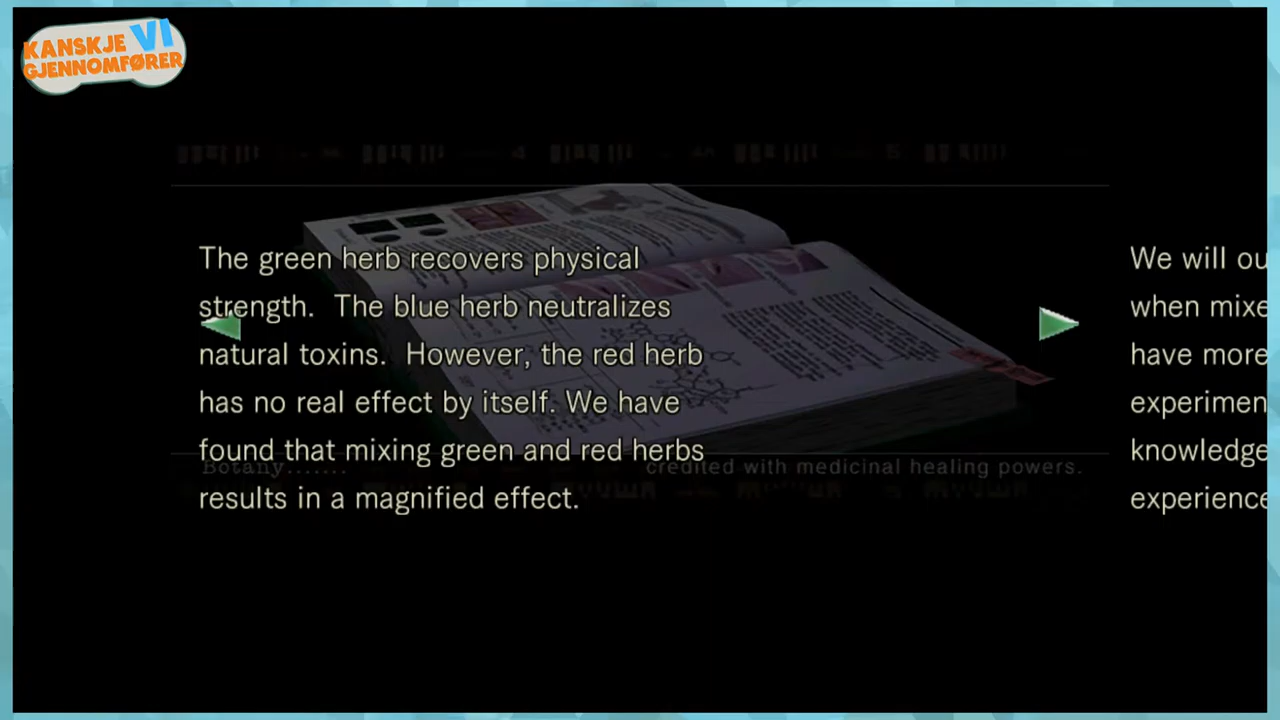 KANSKJE VI
GJENNOMFØRER
The green herb recovers physical
strength. The blue herb neutralizes
natural toxins. However, the red herb
has no real effect by itself. We have
found that mixing green and red herbs
results in a magnified effect.
Botany....... credited with medicinal healing powers.
We will ou
when mixe
have more
experimen
knowledge
experience